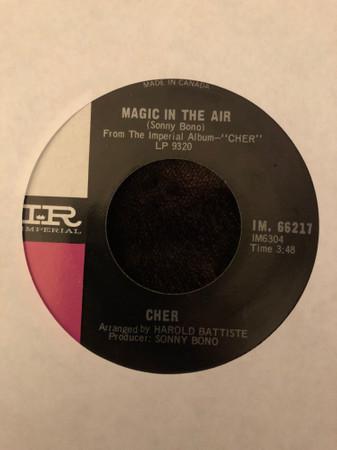 MADE IN CANADA
MAGIC IN THE AIR
(Sonny Bono)
From The Imperial Album—"CHER"
LP 9320
I-R
IMPERIAL
IM. 66217
IM6304
Time 3:48
CHER
Arranged by HAROLD BATTISTE
Producer: SONNY BONO